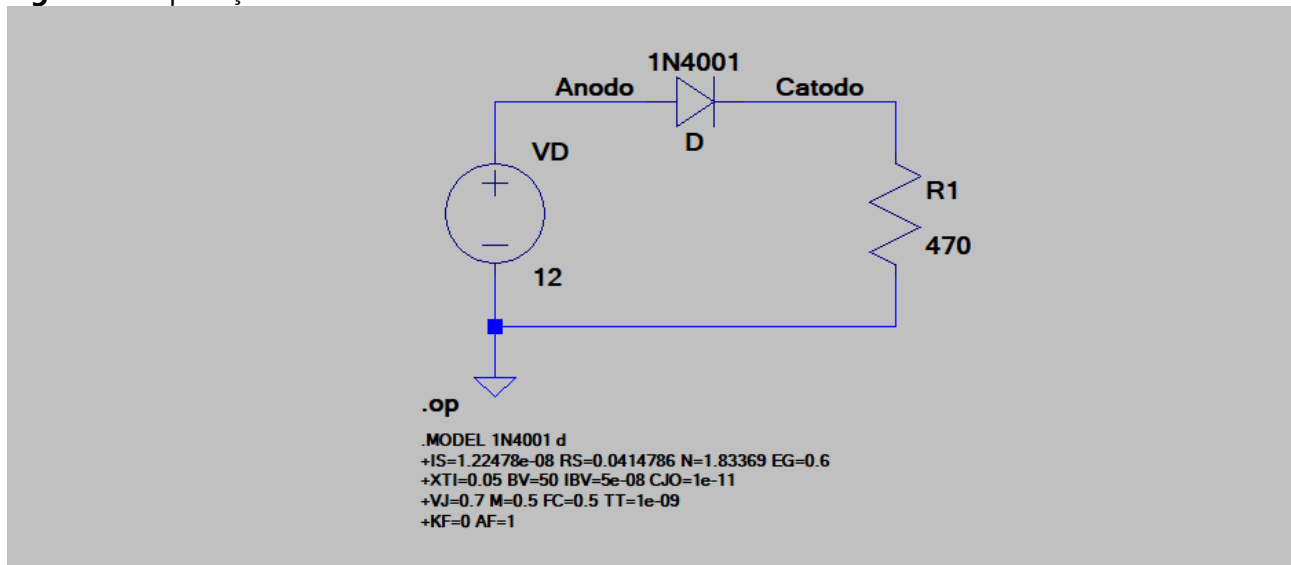 1N4001
Anodo
Catodo
D
VD
12
R1
470
.op
.MODEL 1N4001 d
+IS=1.22478e-08 RS=0.0414786 N=1.83369 EG=0.6
+XTI=0.05 BV=50 IBV=5e-08 CJO=1e-11
+VJ=0.7 M=0.5 FC=0.5 TT=1e-09
+KF=0 AF=1